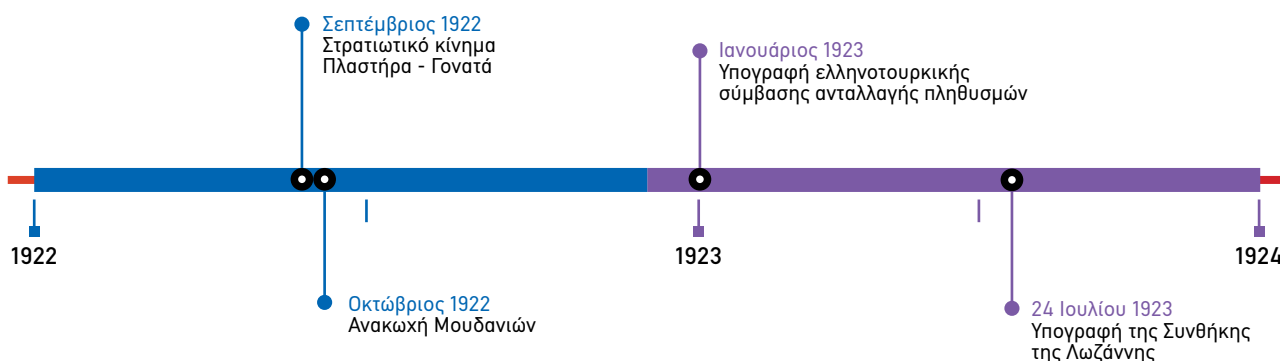 Σεπτέμβριος 1922
Στρατιωτικό κίνημα
Πλαστήρα - Γονατά
Ιανουάριος 1923
Υπογραφή ελληνοτουρκικής
σύμβασης ανταλλαγής πληθυσμών
1922
1923
1924
Οκτώβριος 1922
Ανακωχή Μουδανιών
24 Ιουλίου 1923
Υπογραφή της Συνθήκης
της Λωζάννης